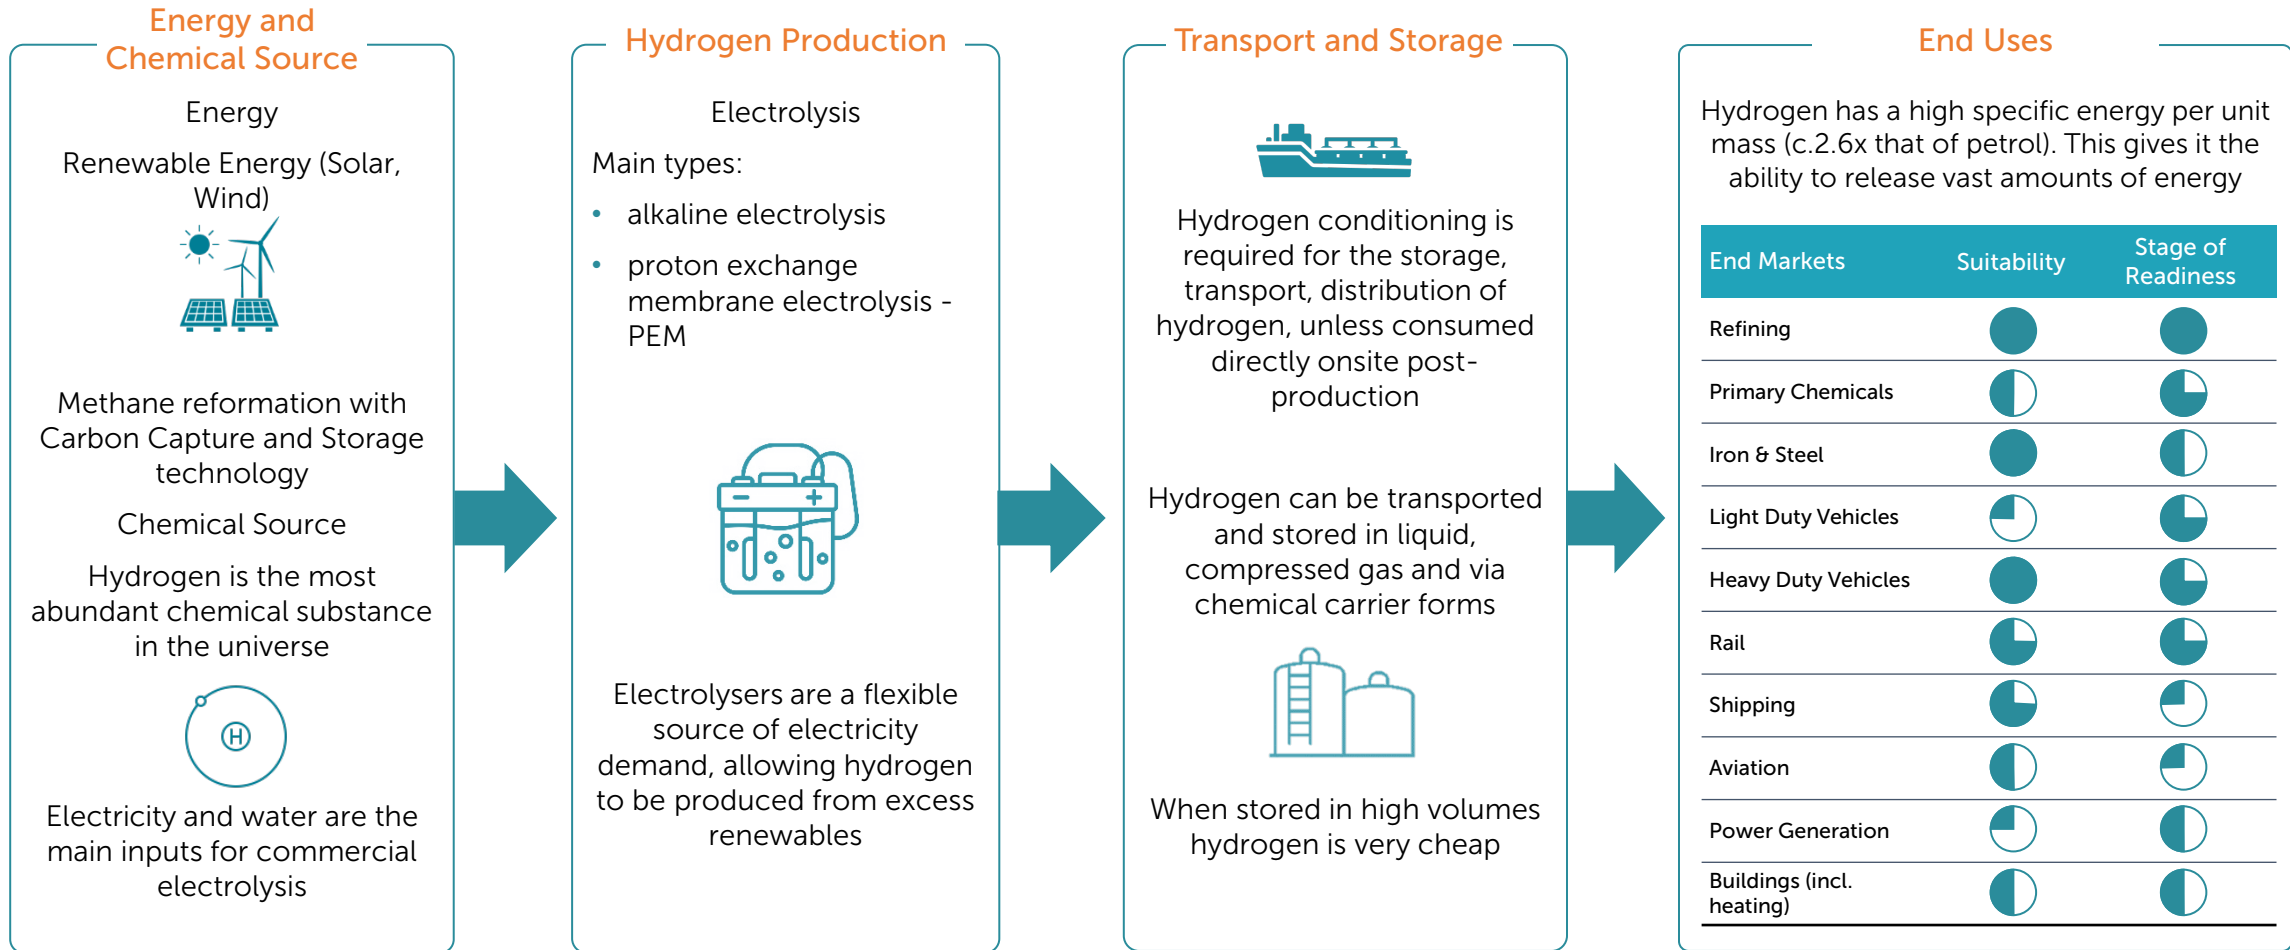 Energy and
Chemical Source
Energy
Renewable Energy (Solar,
Wind)
Methane reformation with
Carbon Capture and Storage
technology
Chemical Source
Hydrogen is the most
abundant chemical substance
in the universe
H
Electricity and water are the
main inputs for commercial
electrolysis
Hydrogen Production
Electrolysis
Main types:
• alkaline electrolysis
• proton exchange
membrane electrolysis -
PEM
− +
Electrolysers are a flexible
source of electricity
demand, allowing hydrogen
to be produced from excess
renewables
Transport and Storage
Hydrogen conditioning is
required for the storage,
transport, distribution of
hydrogen, unless consumed
directly onsite post-
production
Hydrogen can be transported
and stored in liquid,
compressed gas and via
chemical carrier forms
When stored in high volumes
hydrogen is very cheap
End Uses
Hydrogen has a high specific energy per unit
mass (c.2.6x that of petrol). This gives it the
ability to release vast amounts of energy
End Markets Suitability Stage of
Readiness
Refining
Primary Chemicals
Iron & Steel
Light Duty Vehicles
Heavy Duty Vehicles
Rail
Shipping
Aviation
Power Generation
Buildings (incl.
heating)